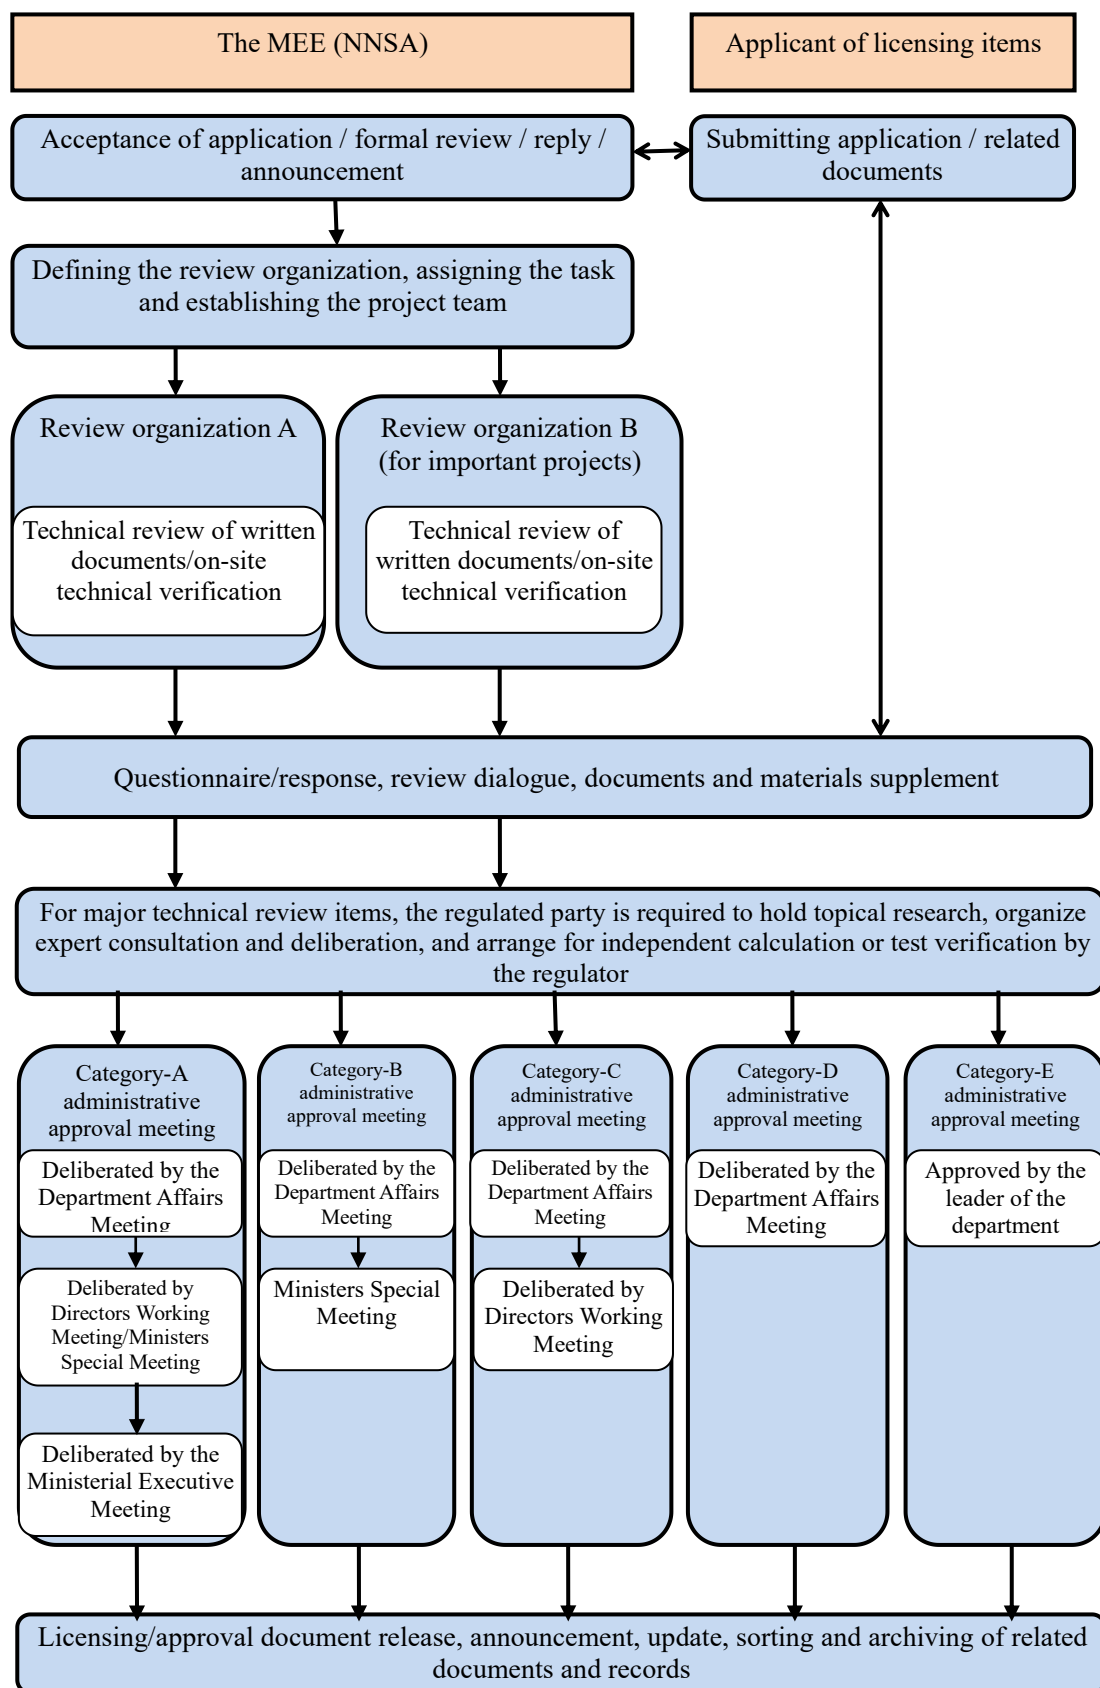 The MEE (NNSA)
Applicant of licensing items
Acceptance of application / formal review / reply /
announcement
Submitting application / related
documents
Defining the review organization, assigning the task
and establishing the project team
Review organization A
Technical review of written
documents/on-site
technical verification
Review organization B
(for important projects)
Technical review of
written documents/on-site
technical verification
Questionnaire/response, review dialogue, documents and materials supplement
For major technical review items, the regulated party is required to hold topical research, organize
expert consultation and deliberation, and arrange for independent calculation or test verification by
the regulator
Category-A
administrative
approval meeting
Deliberated by the
Department Affairs
Meeting
Deliberated by
Directors Working
Meeting/Ministers
Special Meeting
Deliberated by the
Ministerial Executive
Meeting
Category-B
administrative
approval meeting
Deliberated by the
Department Affairs
Meeting
Ministers Special
Meeting
Category-C
administrative
approval meeting
Deliberated by the
Department Affairs
Meeting
Deliberated by
Directors Working
Meeting
Category-D
administrative
approval meeting
Deliberated by the
Department Affairs
Meeting
Category-E
administrative
approval meeting
Approved by the
leader of the
department
Licensing/approval document release, announcement, update, sorting and archiving of related
documents and records